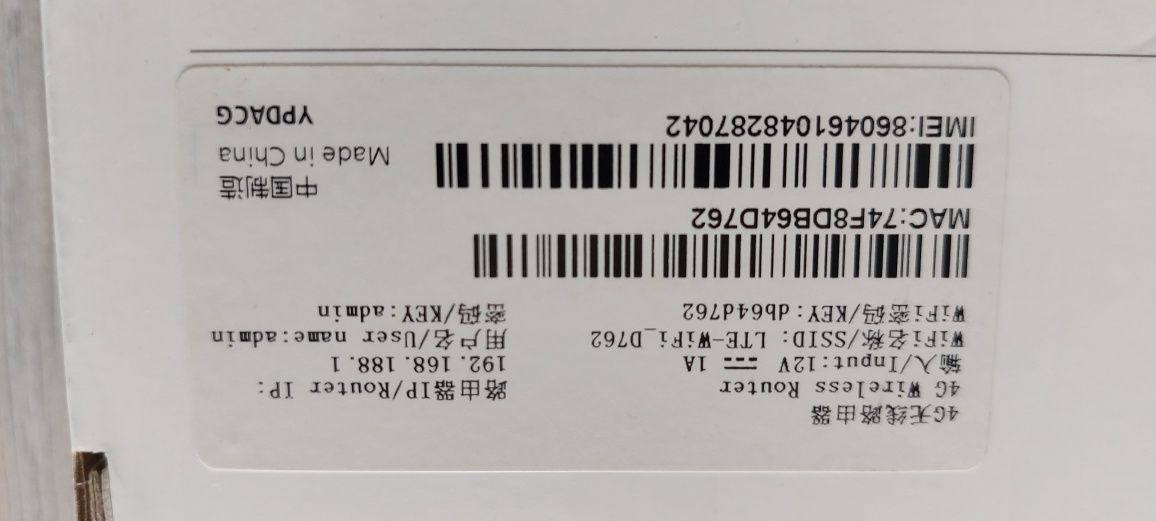 4G无线路由器
4G Wireless Router
输入/Input:12V ⎓ 1A
WiFi名称/SSID: LTE-WiFi_D762
WiFi密码/KEY: db64d762
路由器IP/Router IP:
192.168.188.1
用户名/User name:admin
密码/KEY:admin
MAC:74F8DB64D762
IMEI:860461048287042
中国制造
Made in China
YPDACG